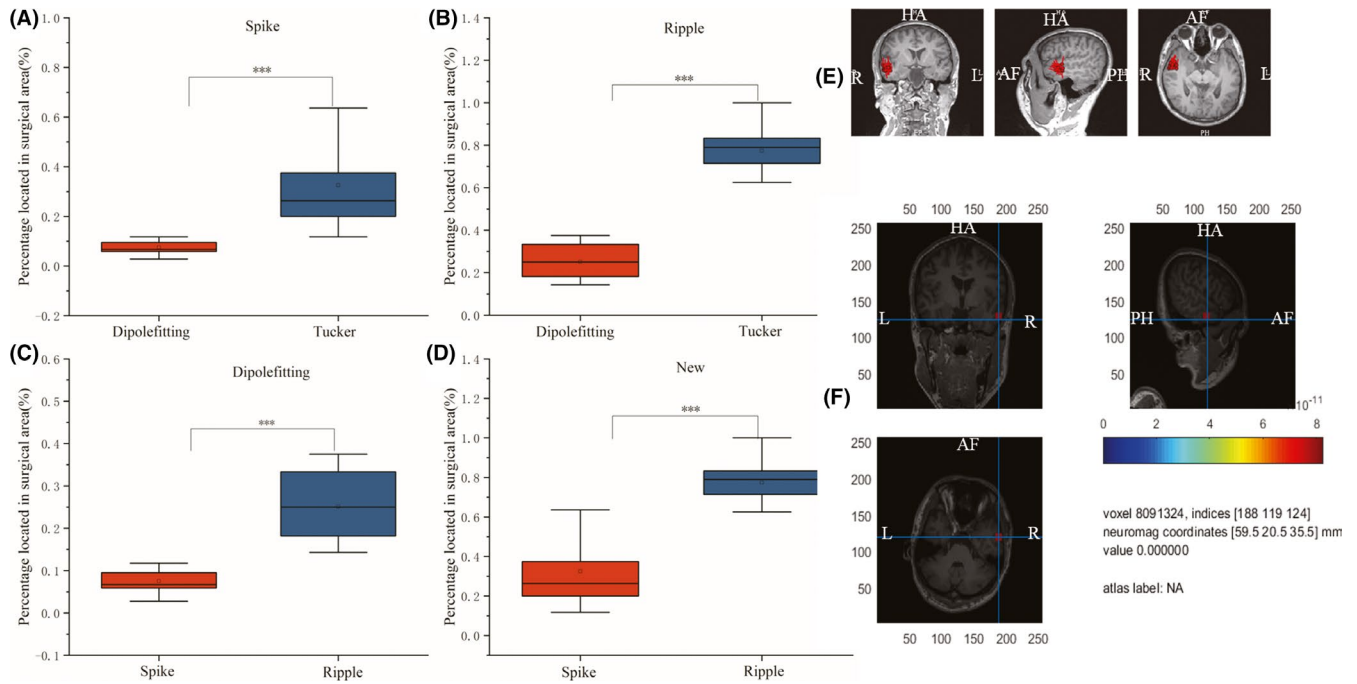 (A)
Spike
Percentage located in surgical area(%)
1.0
0.8
0.6
0.4
0.2
0.0
-0.2
***
Dipolefitting Tucker
(B)
Ripple
Percentage located in surgical area(%)
1.4
1.2
1.0
0.8
0.6
0.4
0.2
0.0
***
Dipolefitting Tucker
(C)
Dipolefitting
Percentage located in surgical area(%)
0.6
0.5
0.4
0.3
0.2
0.1
0.0
-0.1
***
Spike Ripple
(D)
New
Percentage located in surgical area(%)
1.4
1.2
1.0
0.8
0.6
0.4
0.2
0.0
***
Spike Ripple
(E)
HA HA AF
R L AF PH R L
PH
50 100 150 200 250
HA
250
200
150
100
50
L R
50 100 150 200 250
HA
250
200
150
100
50
PH AF
(F)
AF
250
200
150
100
50
L R
50 100 150 200 250
0 2 4 6 8
voxel 8091324, indices [188 119 124]
neuromag coordinates [59.5 20.5 35.5] mm
value 0.000000
atlas label: NA